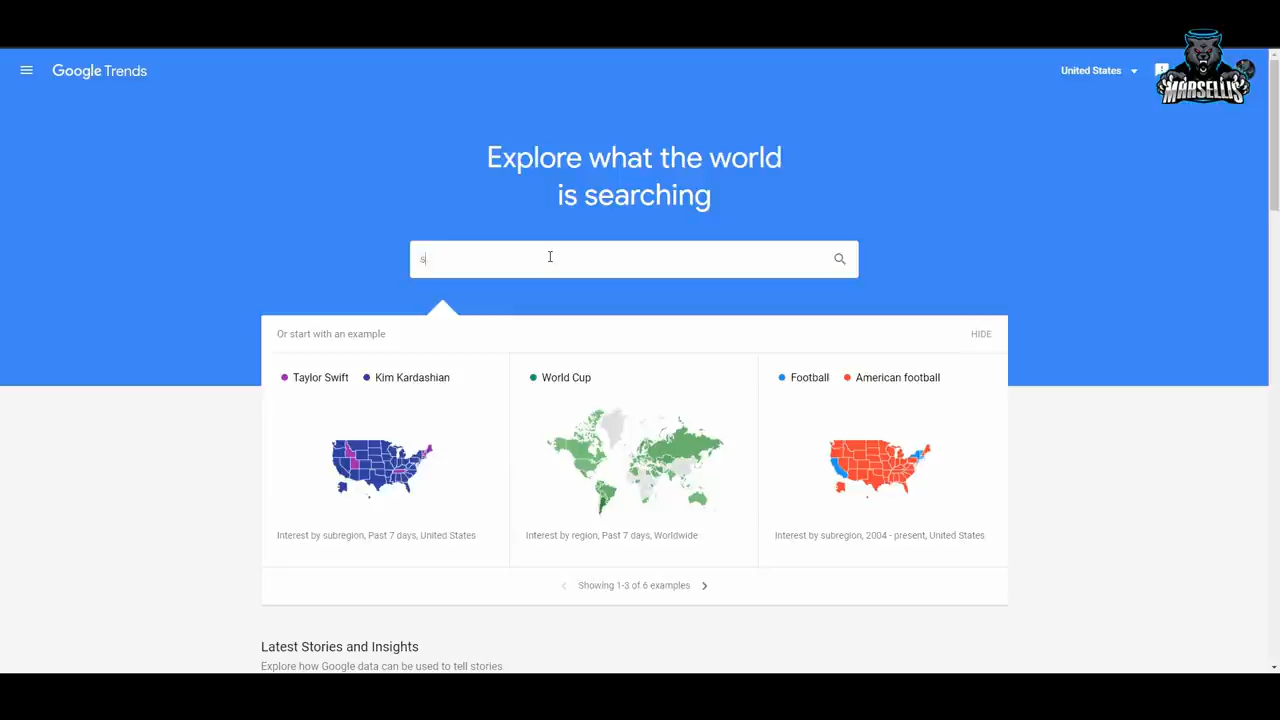 Google Trends
United States
MARSELLIS
Explore what the world
is searching
s
Or start with an example
HIDE
Taylor Swift Kim Kardashian
World Cup
Football American football
Interest by subregion, Past 7 days, United States
Interest by region, Past 7 days, Worldwide
Interest by subregion, 2004 - present, United States
Showing 1-3 of 6 examples
Latest Stories and Insights
Explore how Google data can be used to tell stories.